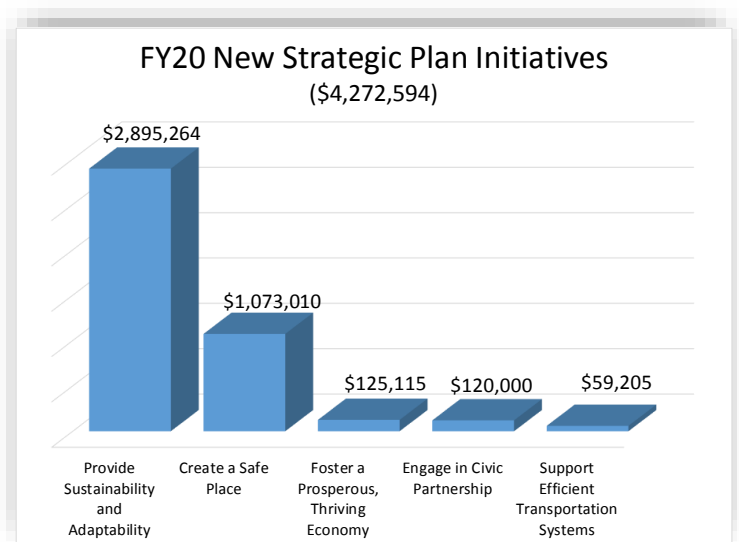 FY20 New Strategic Plan Initiatives
($4,272,594)
$2,895,264
$1,073,010
$125,115
$120,000
$59,205
Provide
Sustainability
and
Adaptability
Create a Safe
Place
Foster a
Prosperous,
Thriving
Economy
Engage in Civic
Partnership
Support
Efficient
Transportation
Systems